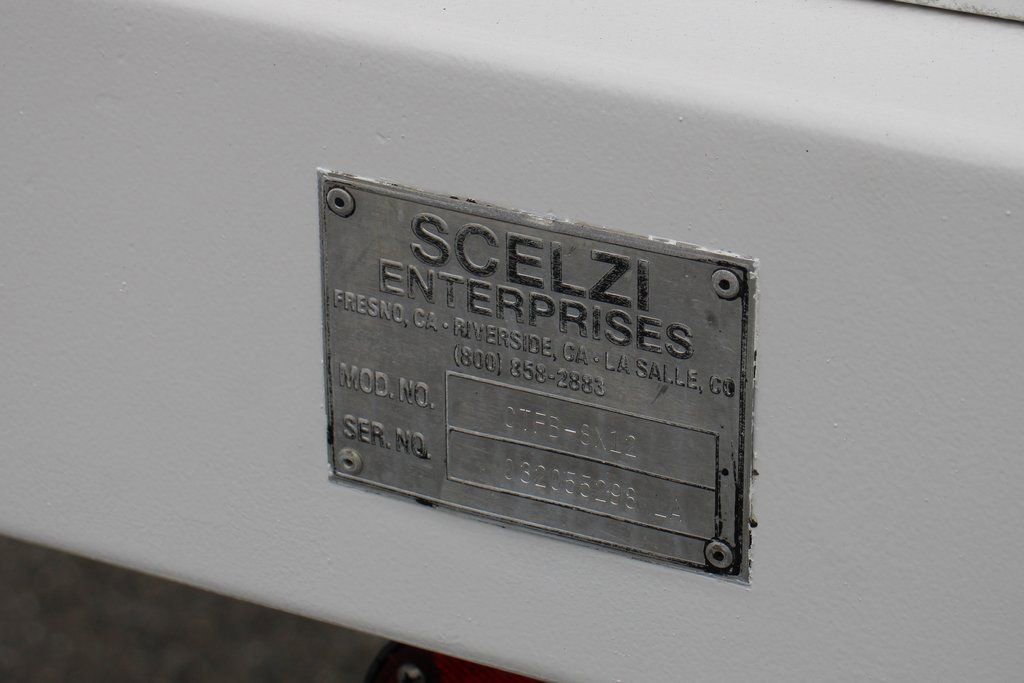 SCELZI
ENTERPRISES
FRESNO, CA · RIVERSIDE, CA · LA SALLE, CO
(800) 858-2883
MOD. NO. CTFB-8X12
SER. NO. 032055298 LA